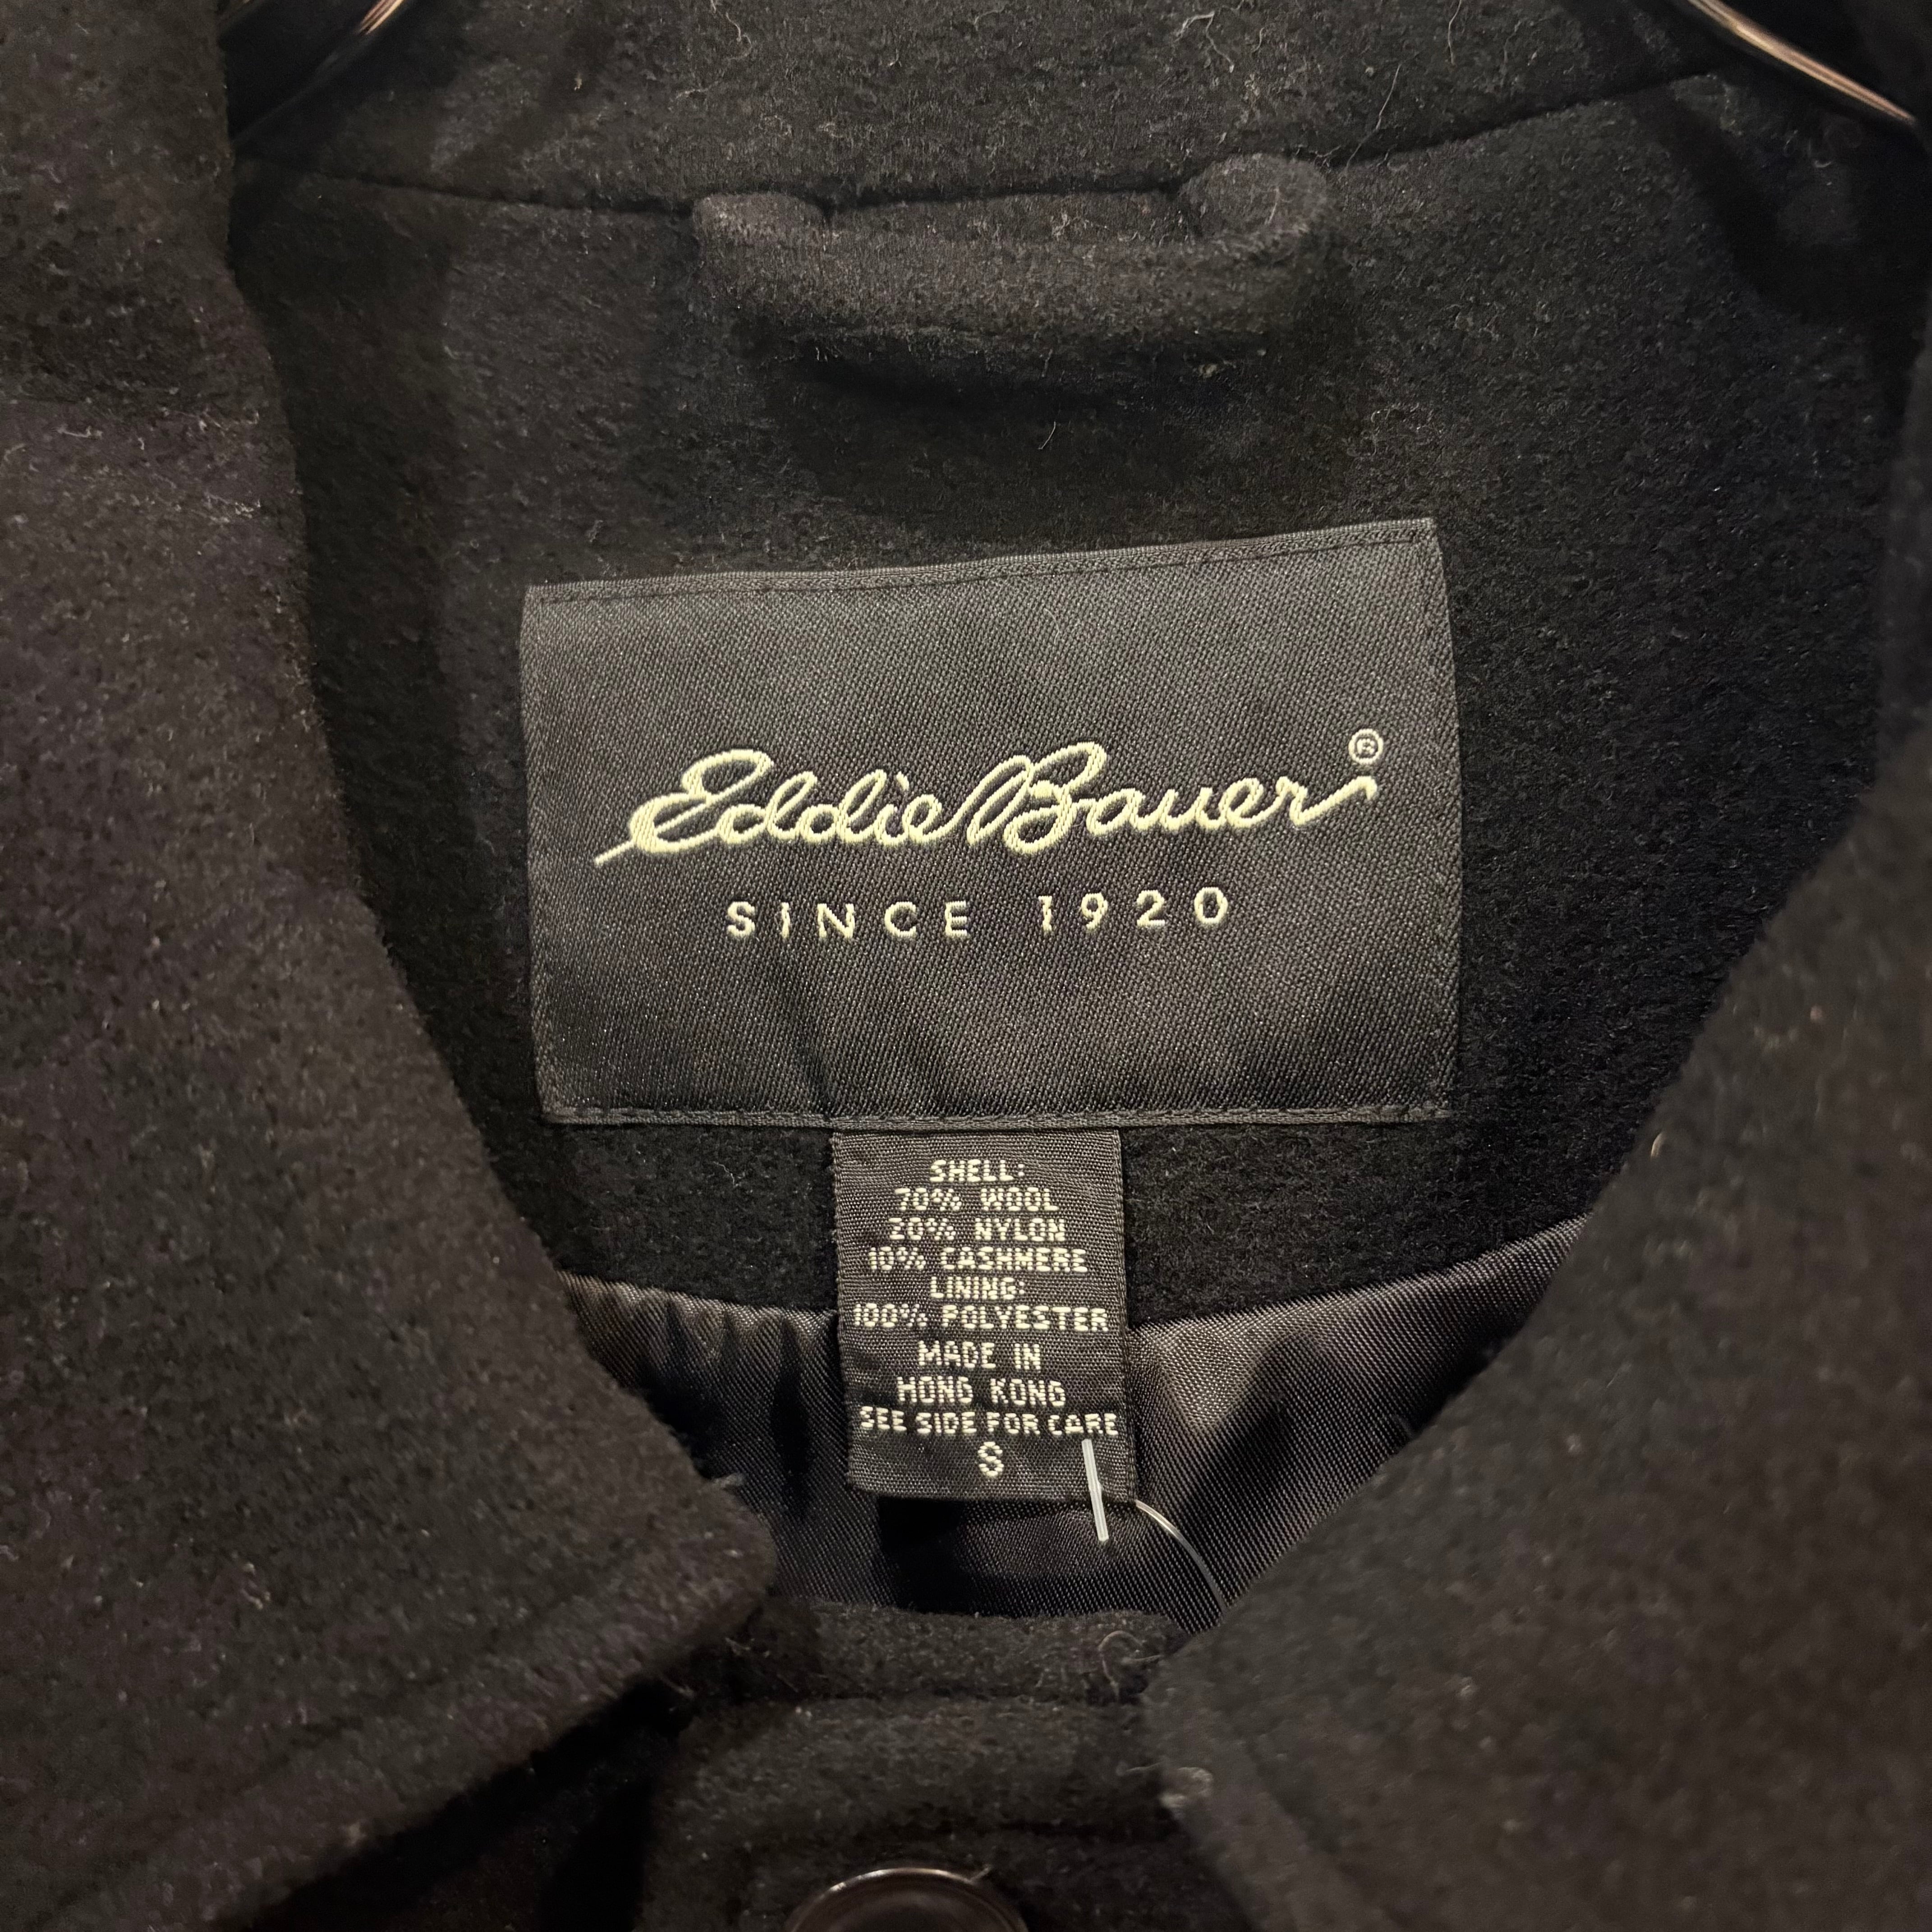 Eddie Bauer®
SINCE 1920
SHELL:
70% WOOL
20% NYLON
10% CASHMERE
LINING:
100% POLYESTER
MADE IN
HONG KONG
SEE SIDE FOR CARE
S